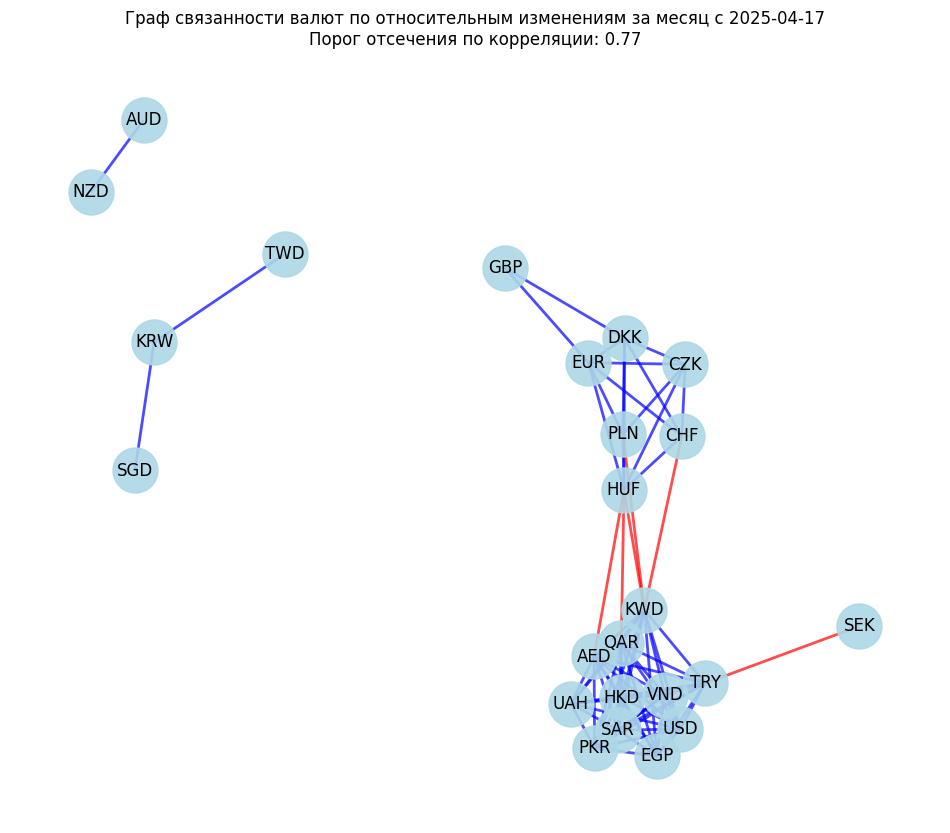 Граф связанности валют по относительным изменениям за месяц с 2025-04-17
Порог отсечения по корреляции: 0.77
AUD
NZD
TWD
GBP
DKK
KRW
EUR
CZK
PLN
CHF
SGD
HUF
KWD
SEK
QAR
AED
TRY
VND
HKD
UAH
SAR
USD
PKR
EGP